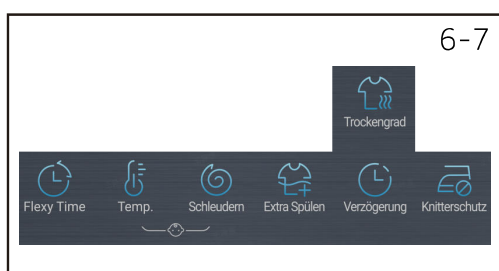 6-7
Trockengrad
Flexy Time Temp. Schleudern Extra Spülen Verzögerung Knitterschutz